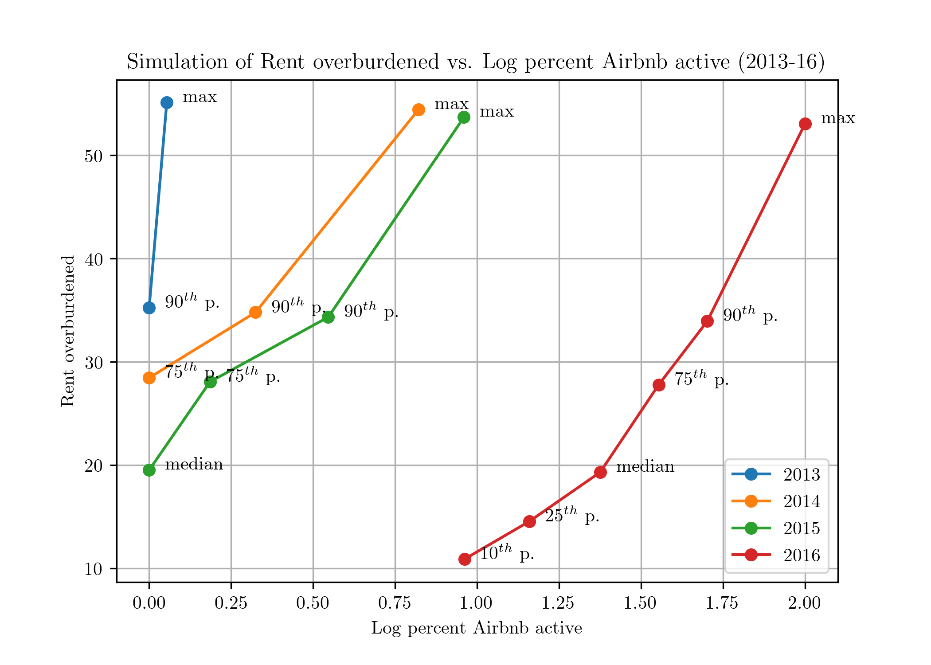 Simulation of Rent overburdened vs. Log percent Airbnb active (2013-16)
max
max
max
max
50
40
90th p.
90th p.
90th p.
90th p.
30
75th p.
75th p.
75th p.
20
median
median
2013
2014
2015
2016
25th p.
10th p.
10
Rent overburdened
0.00 0.25 0.50 0.75 1.00 1.25 1.50 1.75 2.00
Log percent Airbnb active